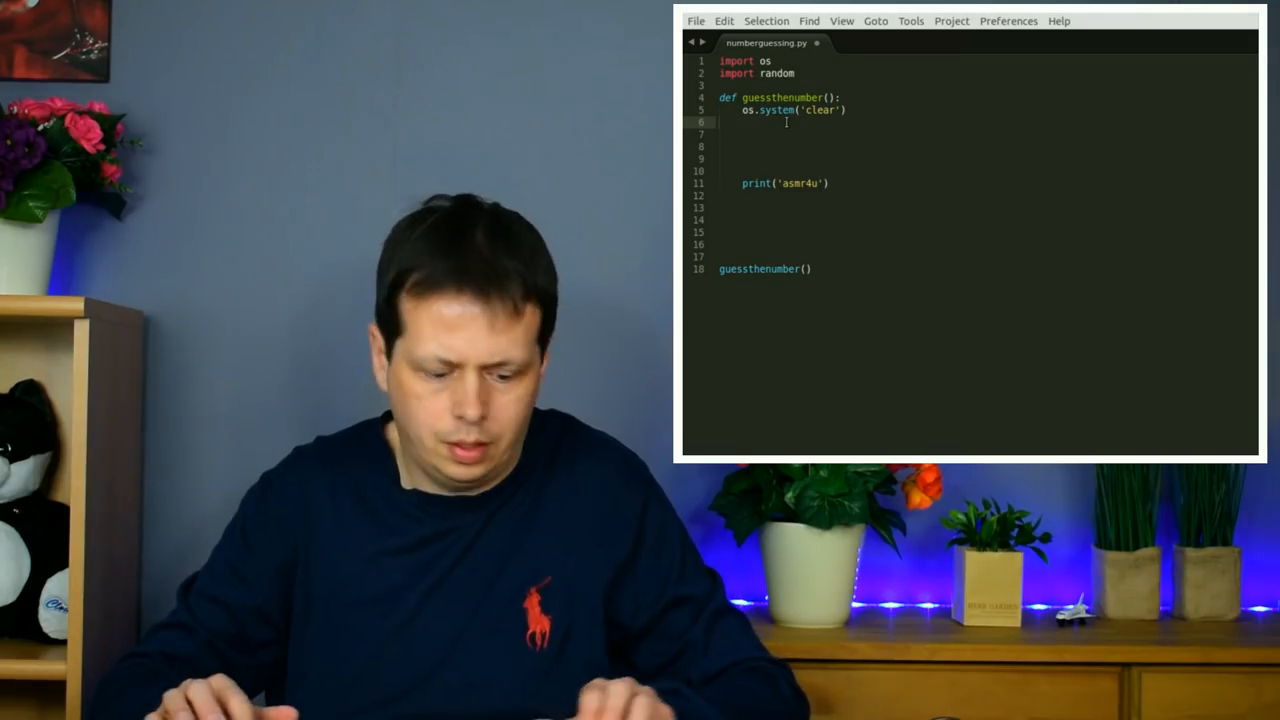 File Edit Selection Find View Goto Tools Project Preferences Help
numberguessing.py
1 import os
2 import random
3
4 def guessthenumber():
5 os.system('clear')
6
7
8
9
10
11 print('asmr4u')
12
13
14
15
16
17
18 guessthenumber()
HERB GARDEN